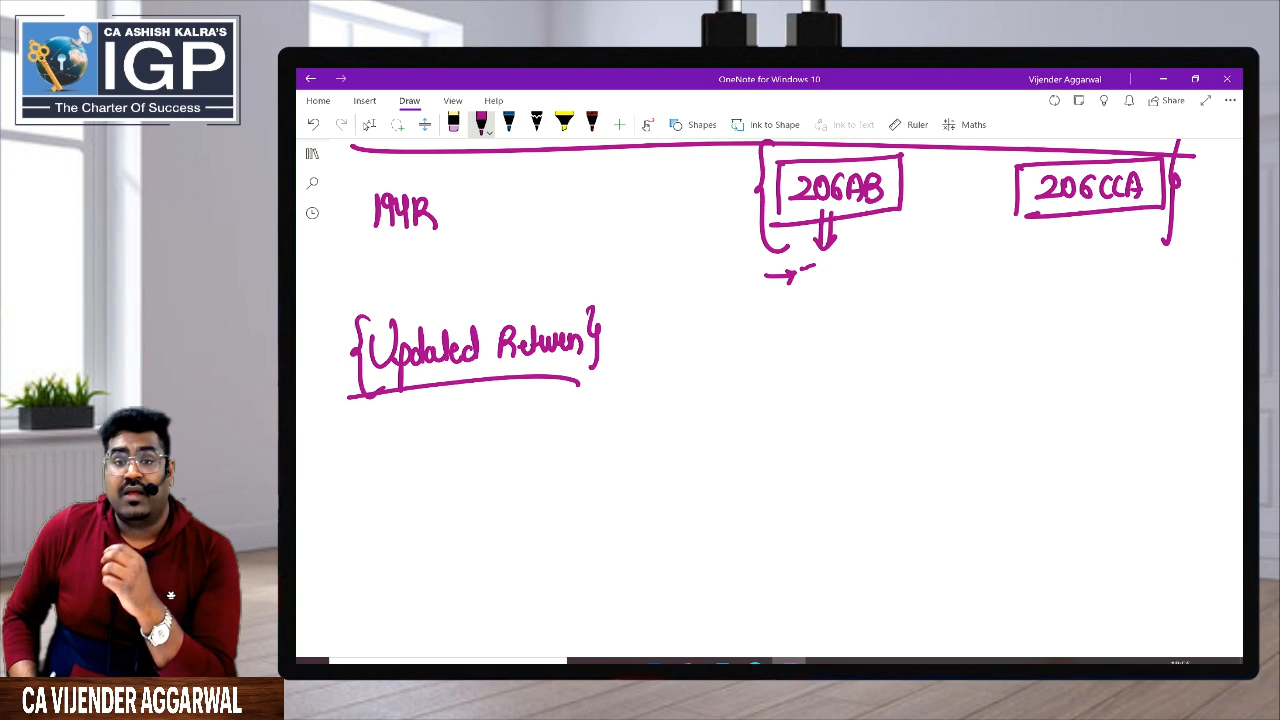 CA ASHISH KALRA'S
IGP
The Charter Of Success
OneNote for Windows 10
Vijender Aggarwal
Home Insert Draw View Help
Share
Shapes Ink to Shape Ink to Text Ruler Maths
206AB 206CCA
194R
{Updated Return}
CA VIJENDER AGGARWAL